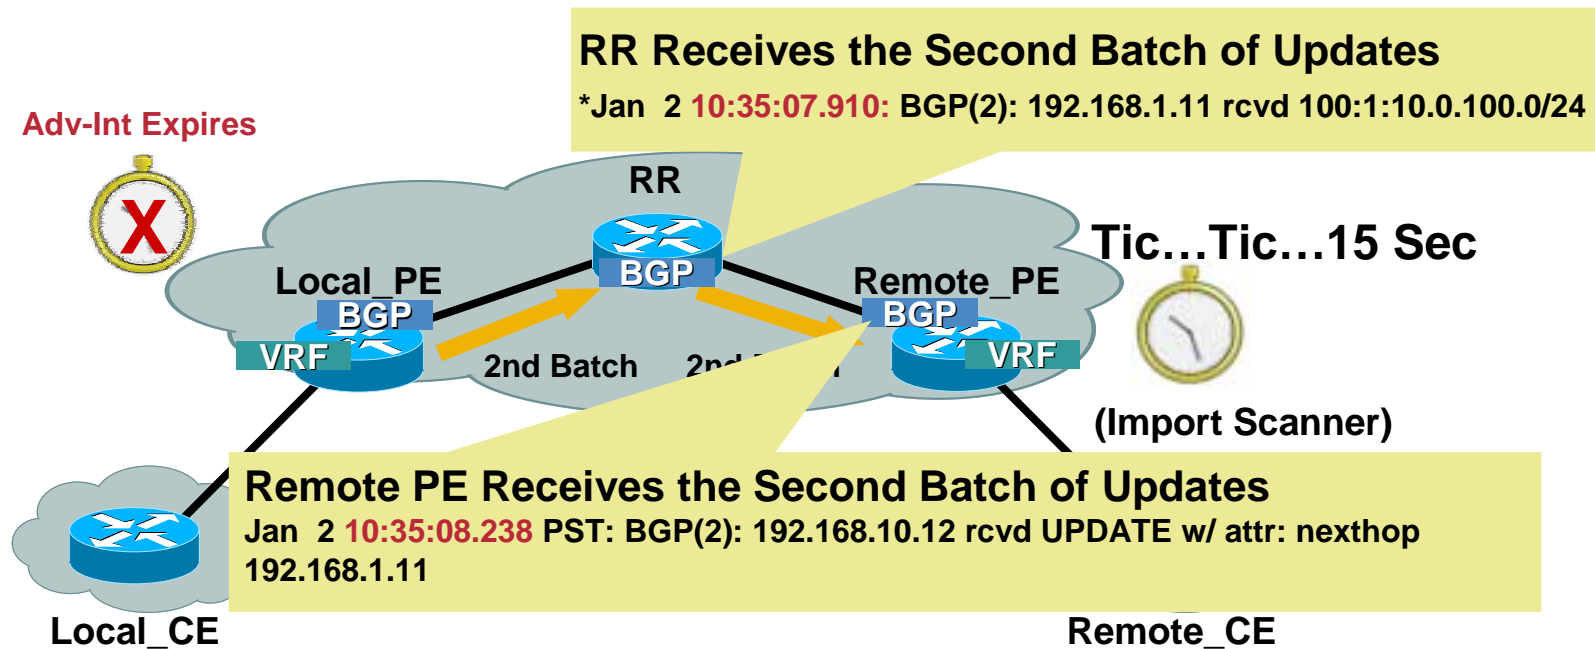 RR Receives the Second Batch of Updates
*Jan 2 10:35:07.910: BGP(2): 192.168.1.11 rcvd 100:1:10.0.100.0/24
Adv-Int Expires
X
RR
BGP
Tic...Tic...15 Sec
Local_PE
BGP
VRF
Remote_PE
BGP
VRF
2nd Batch
(Import Scanner)
Remote PE Receives the Second Batch of Updates
Jan 2 10:35:08.238 PST: BGP(2): 192.168.10.12 rcvd UPDATE w/ attr: nexthop
192.168.1.11
Local_CE
Remote_CE